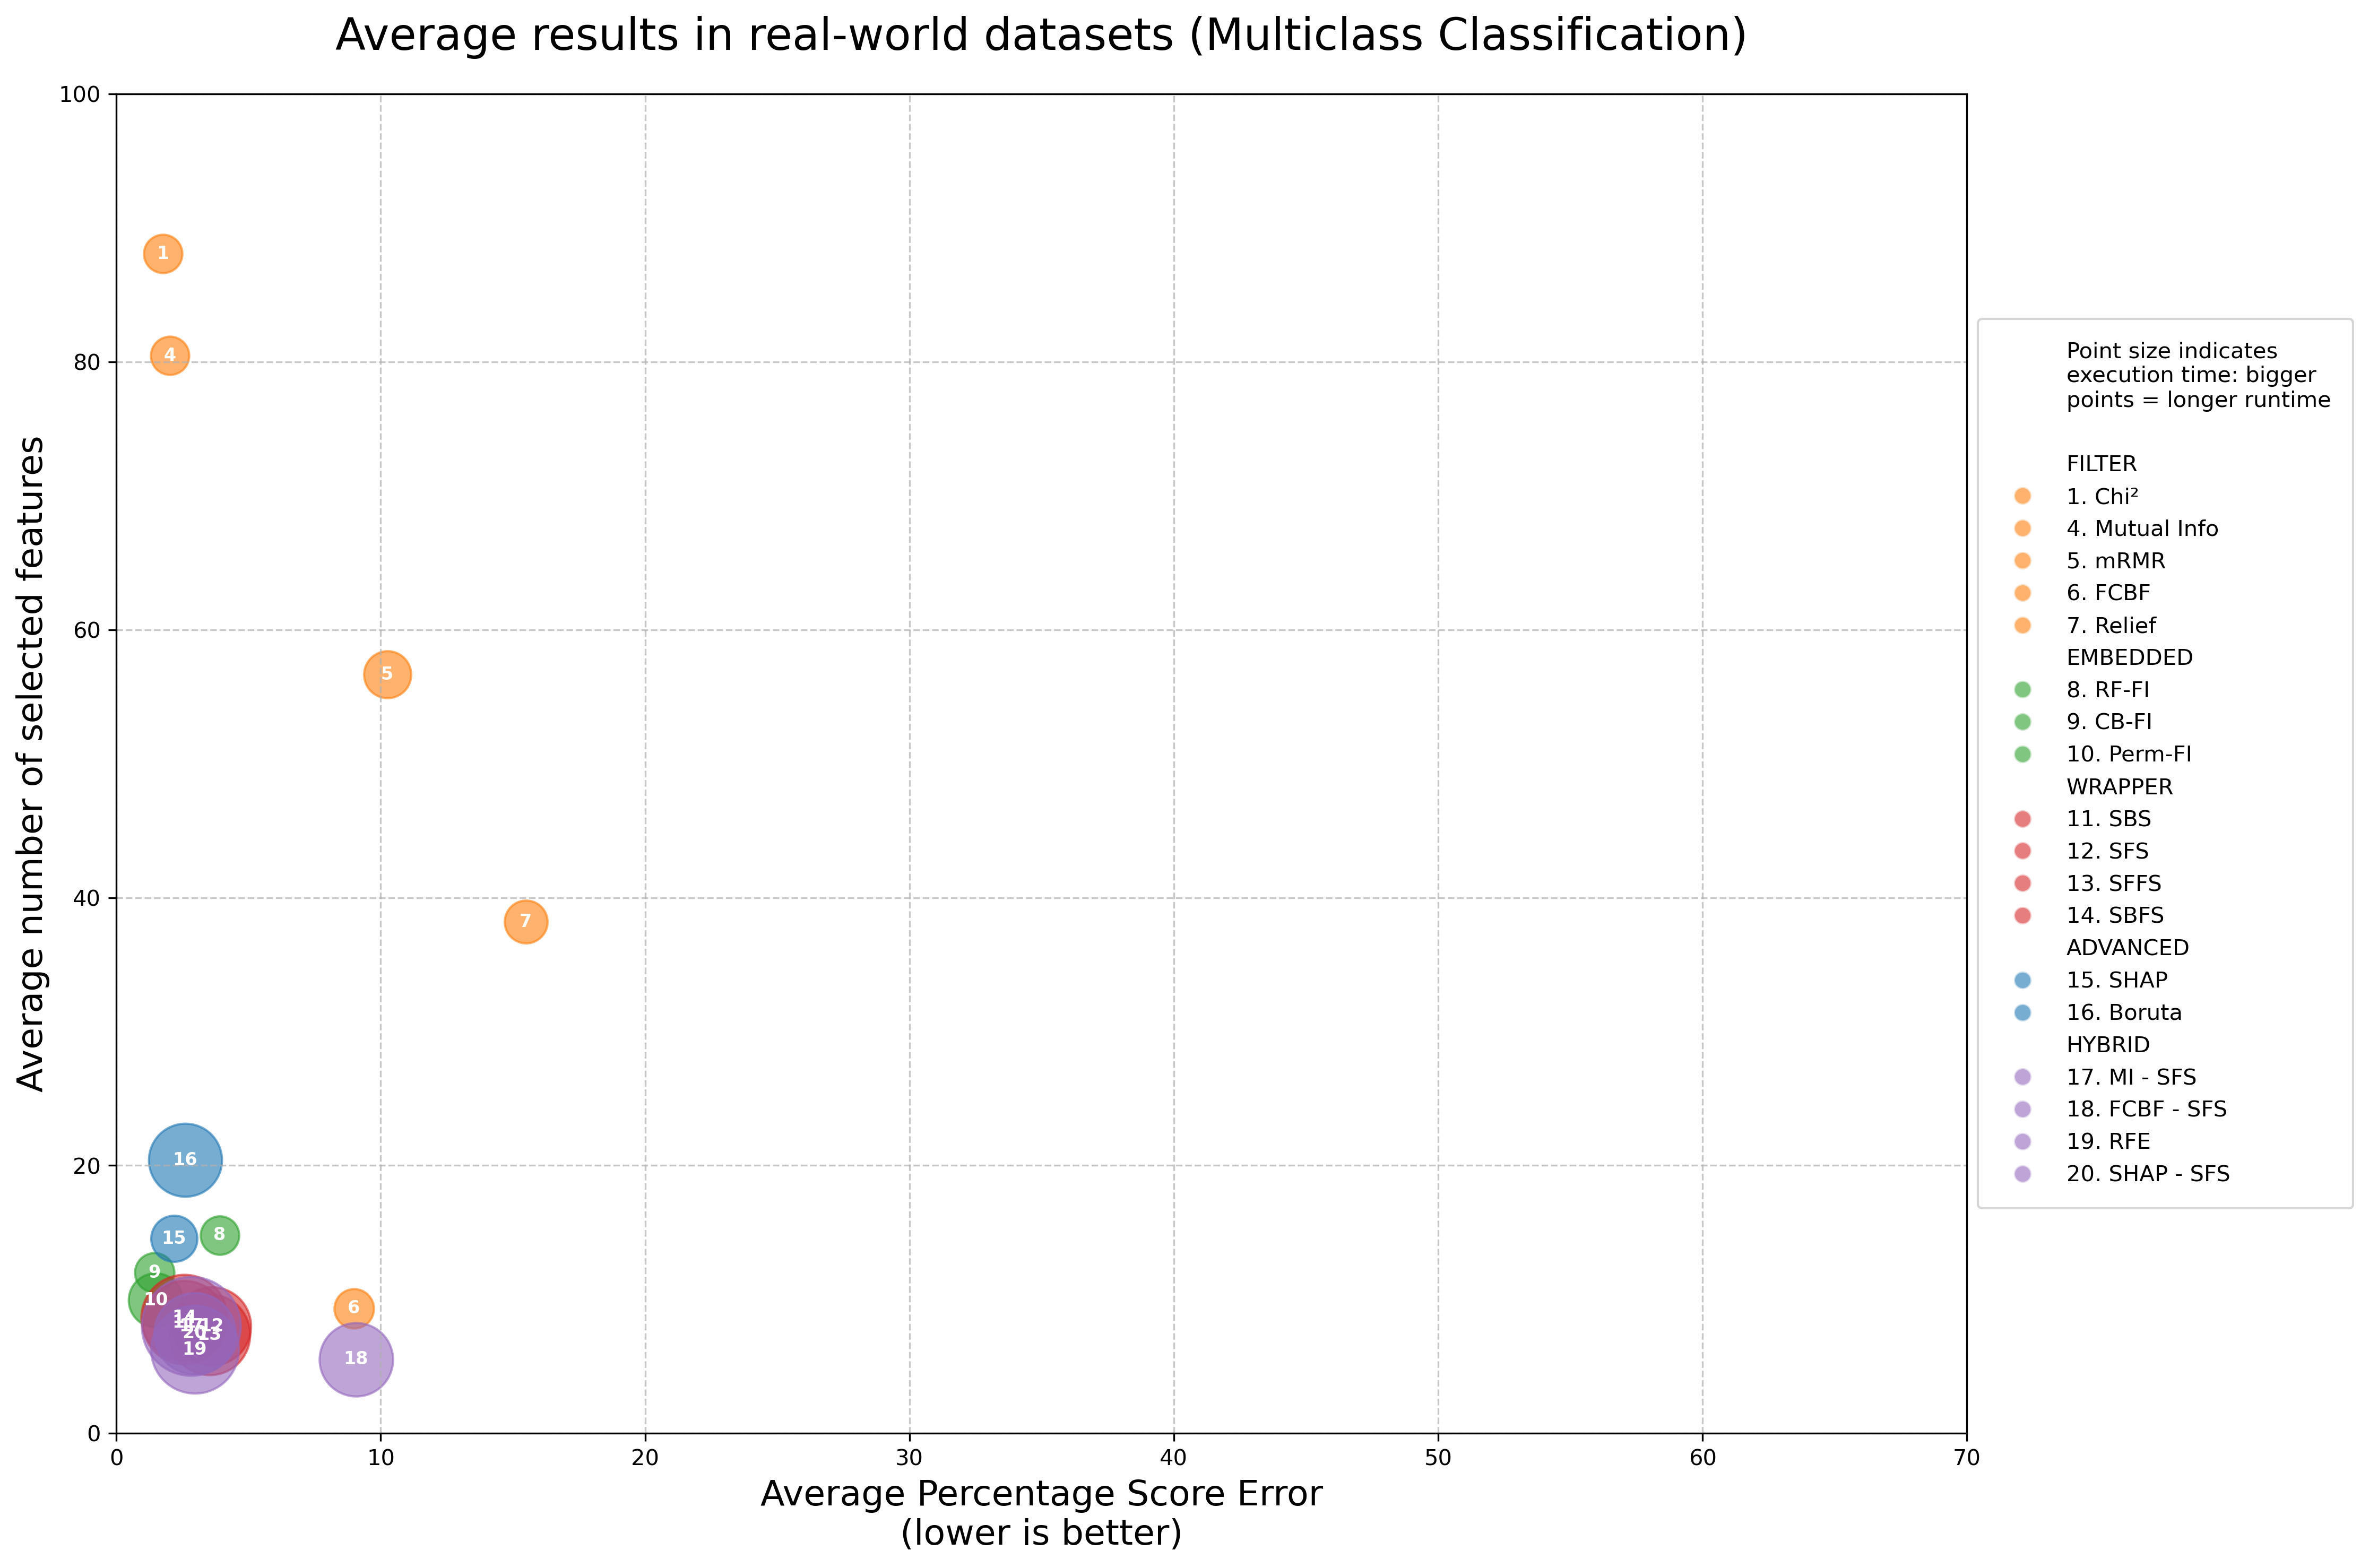 Average results in real-world datasets (Multiclass Classification)
Average number of selected features
100
80
60
40
20
0
0
10
20
30
40
50
60
70
Average Percentage Score Error
(lower is better)
1
4
5
7
16
15
8
9
10
6
14
12
20
13
19
18
Point size indicates
execution time: bigger
points = longer runtime
FILTER
1. Chi²
4. Mutual Info
5. mRMR
6. FCBF
7. Relief
EMBEDDED
8. RF-FI
9. CB-FI
10. Perm-FI
WRAPPER
11. SBS
12. SFS
13. SFFS
14. SBFS
ADVANCED
15. SHAP
16. Boruta
HYBRID
17. MI - SFS
18. FCBF - SFS
19. RFE
20. SHAP - SFS